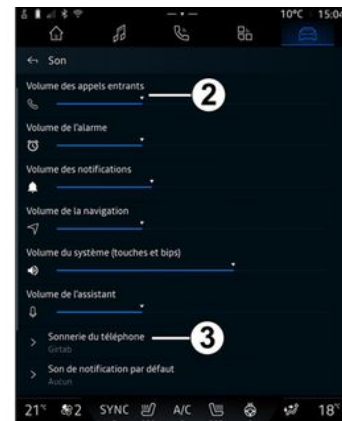 10°C 15:04
Son
Volume des appels entrants
2
Volume de l'alarme
Volume des notifications
Volume de la navigation
Volume du système (touches et bips)
Volume de l'assistant
Sonnerie du téléphone
3
Girtab
Son de notification par défaut
Aucun
21° 2 SYNC A/C 18°